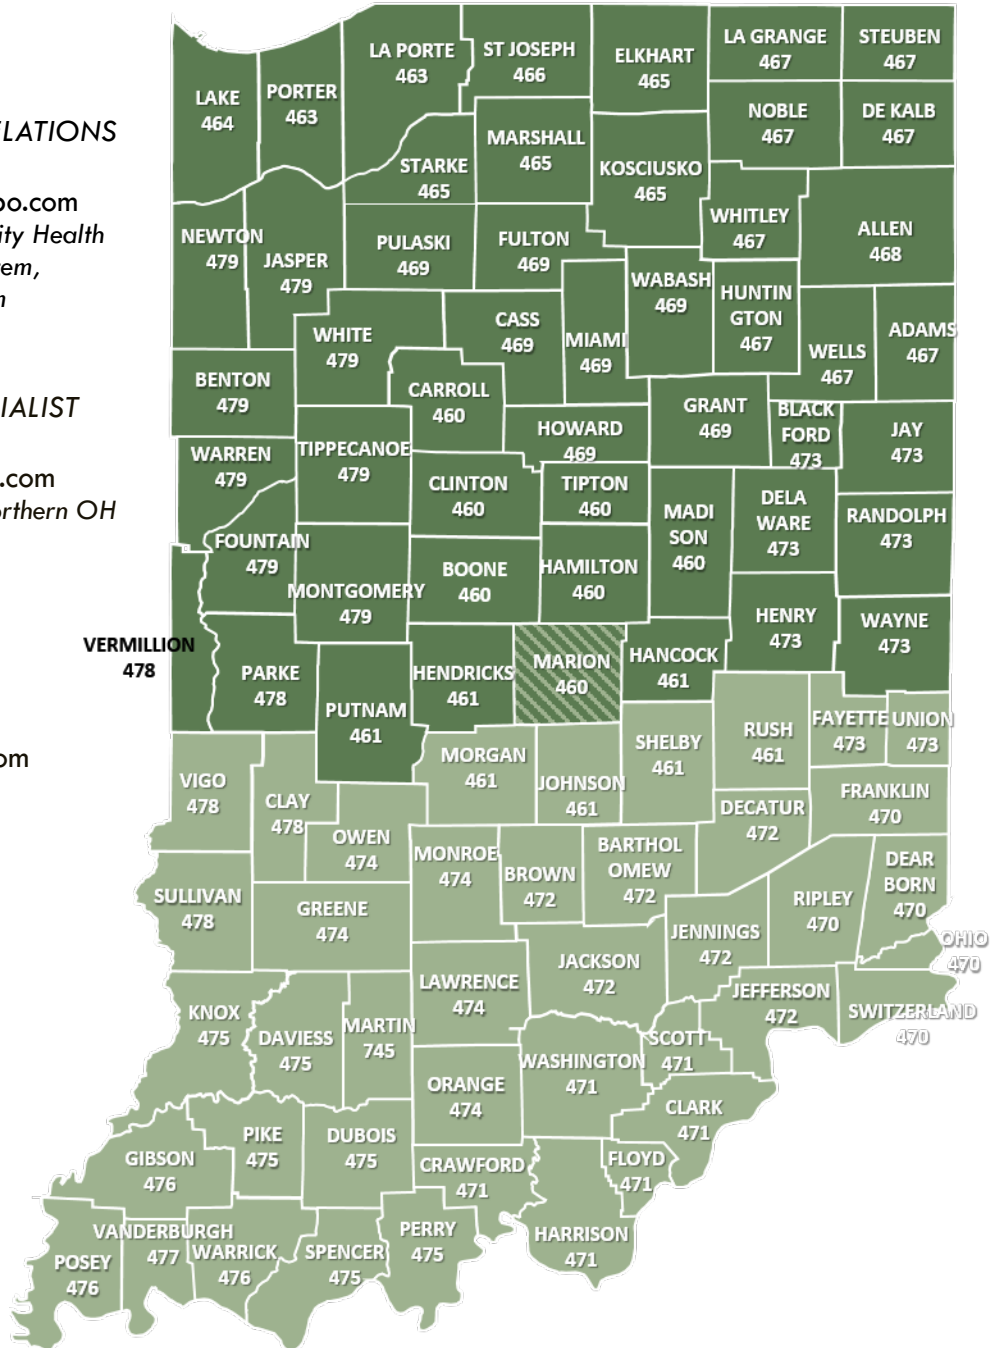 ELATIONS
bo.com
ity Health
tem,
n
IALIST
.com
orthern OH
om
LAKE
464
PORTER
463
LA PORTE
463
ST JOSEPH
466
ELKHART
465
LA GRANGE
467
STEUBEN
467
NOBLE
467
DE KALB
467
STARKE
465
MARSHALL
465
KOSCIUSKO
465
WHITLEY
467
ALLEN
468
NEWTON
479
JASPER
479
PULASKI
469
FULTON
469
WABASH
469
HUNTIN
GTON
467
WHITE
479
CASS
469
MIAMI
469
WELLS
467
ADAMS
467
BENTON
479
CARROLL
460
GRANT
469
BLACK
FORD
473
JAY
473
WARREN
479
TIPPECANOE
479
HOWARD
469
CLINTON
460
TIPTON
460
MADI
SON
460
DELA
WARE
473
RANDOLPH
473
FOUNTAIN
479
MONTGOMERY
479
BOONE
460
HAMILTON
460
HENRY
473
WAYNE
473
VERMILLION
478
PARKE
478
PUTNAM
461
HENDRICKS
461
MARION
460
HANCOCK
461
RUSH
461
FAYETTE
473
UNION
473
VIGO
478
CLAY
478
MORGAN
461
JOHNSON
461
SHELBY
461
DECATUR
472
FRANKLIN
470
OWEN
474
MONROE
474
BROWN
472
BARTHOL
OMEW
472
DEAR
BORN
470
SULLIVAN
478
GREENE
474
JENNINGS
472
RIPLEY
470
OHIO
470
LAWRENCE
474
JACKSON
472
JEFFERSON
472
SWITZERLAND
470
KNOX
475
DAVIESS
475
MARTIN
745
SCOTT
471
ORANGE
474
WASHINGTON
471
CLARK
471
PIKE
475
DUBOIS
475
GIBSON
476
CRAWFORD
471
FLOYD
471
HARRISON
471
POSEY
476
VANDERBURGH
477
WARRICK
476
SPENCER
475
PERRY
475